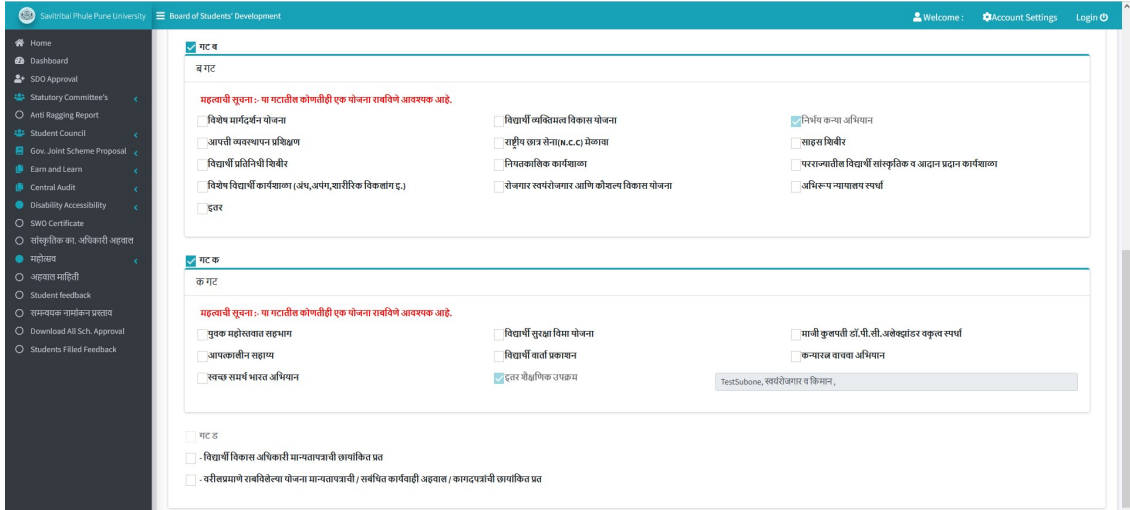 Savitribai Phule Pune University
Board of Students' Development
Welcome :
Account Settings
Login
Home
Dashboard
SDO Approval
Statutory Committee's
Anti Ragging Report
Student Council
Gov. Joint Scheme Proposal
Earn and Learn
Central Audit
Disability Accessibility
SWO Certificate
सांस्कृतिक का. अधिकारी अहवाल
महोत्सव
अहवाल माहिती
Student feedback
समन्वयक नामांकन प्रस्ताव
Download All Sch. Approval
Students Filled Feedback
गट ब
ब गट
महत्वाची सूचना :- या गटातील कोणतीही एक योजना राबविणे आवश्यक आहे.
विशेष मार्गदर्शन योजना
विद्यार्थी व्यक्तिमत्व विकास योजना
निर्भय कन्या अभियान
आपत्ती व्यवस्थापन प्रशिक्षण
राष्ट्रीय छात्र सेना(N.C.C) मेळावा
साहस शिबीर
विद्यार्थी प्रतिनिधी शिबीर
नियतकालिक कार्यशाळा
परराज्यातील विद्यार्थी सांस्कृतिक व आदान प्रदान कार्यशाळा
विशेष विद्यार्थी कार्यशाळा (अंध,अपंग,शारीरिक विकलांग इ.)
रोजगार स्वयंरोजगार आणि कौशल्य विकास योजना
अभिरूप न्यायालय स्पर्धा
इतर
गट क
क गट
महत्वाची सूचना :- या गटातील कोणतीही एक योजना राबविणे आवश्यक आहे.
युवक महोस्तवात सहभाग
विद्यार्थी सुरक्षा विमा योजना
माजी कुलपती डॉ.पी.सी.अलेक्झांडर वकृत्व स्पर्धा
आपत्कालीन सहाय्य
विद्यार्थी वार्ता प्रकाशन
कन्यारत्न वाचवा अभियान
स्वच्छ समर्थ भारत अभियान
इतर शैक्षणिक उपक्रम
TestSubone, स्वयंरोजगार व किमान ,
गट ड
- विद्यार्थी विकास अधिकारी मान्यतापत्राची छायांकित प्रत
- वरीलप्रमाणे राबविलेल्या योजना मान्यतापत्राची / सबंधित कार्यवाही अहवाल / कागदपत्रांची छायांकित प्रत